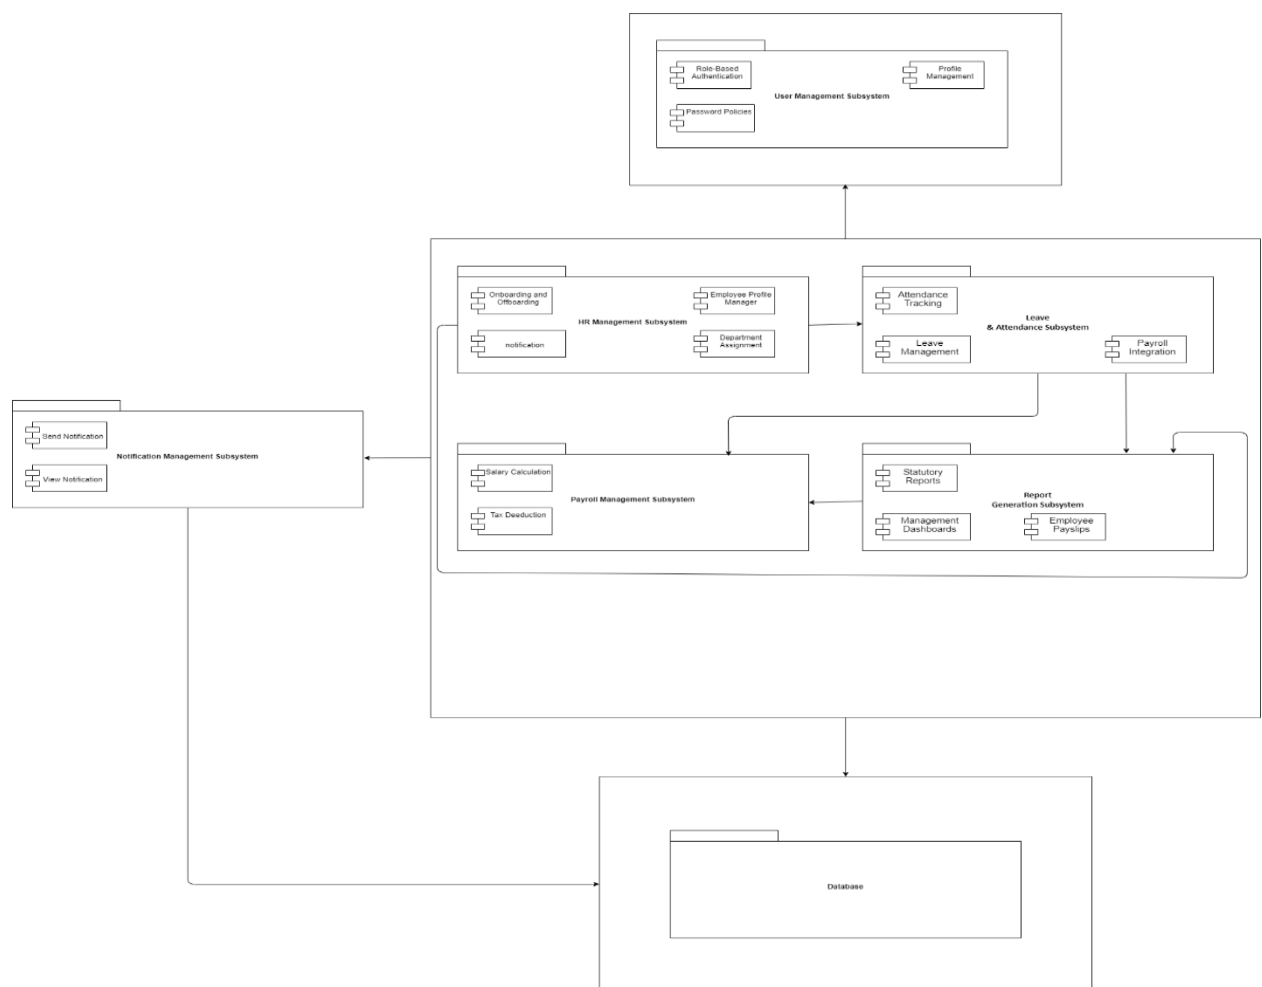 Role-Based
Authentication
Profile
Management
User Management Subsystem
Password Policies
Onboarding and
Offboarding
Employee Profile
Manager
HR Management Subsystem
notification
Department
Assignment
Attendance
Tracking
Leave
& Attendance Subsystem
Leave
Management
Payroll
Integration
Send Notification
Notification Management Subsystem
View Notification
Salary Calculation
Payroll Management Subsystem
Tax Deeduction
Statutory
Reports
Report
Generation Subsystem
Management
Dashboards
Employee
Payslips
Database